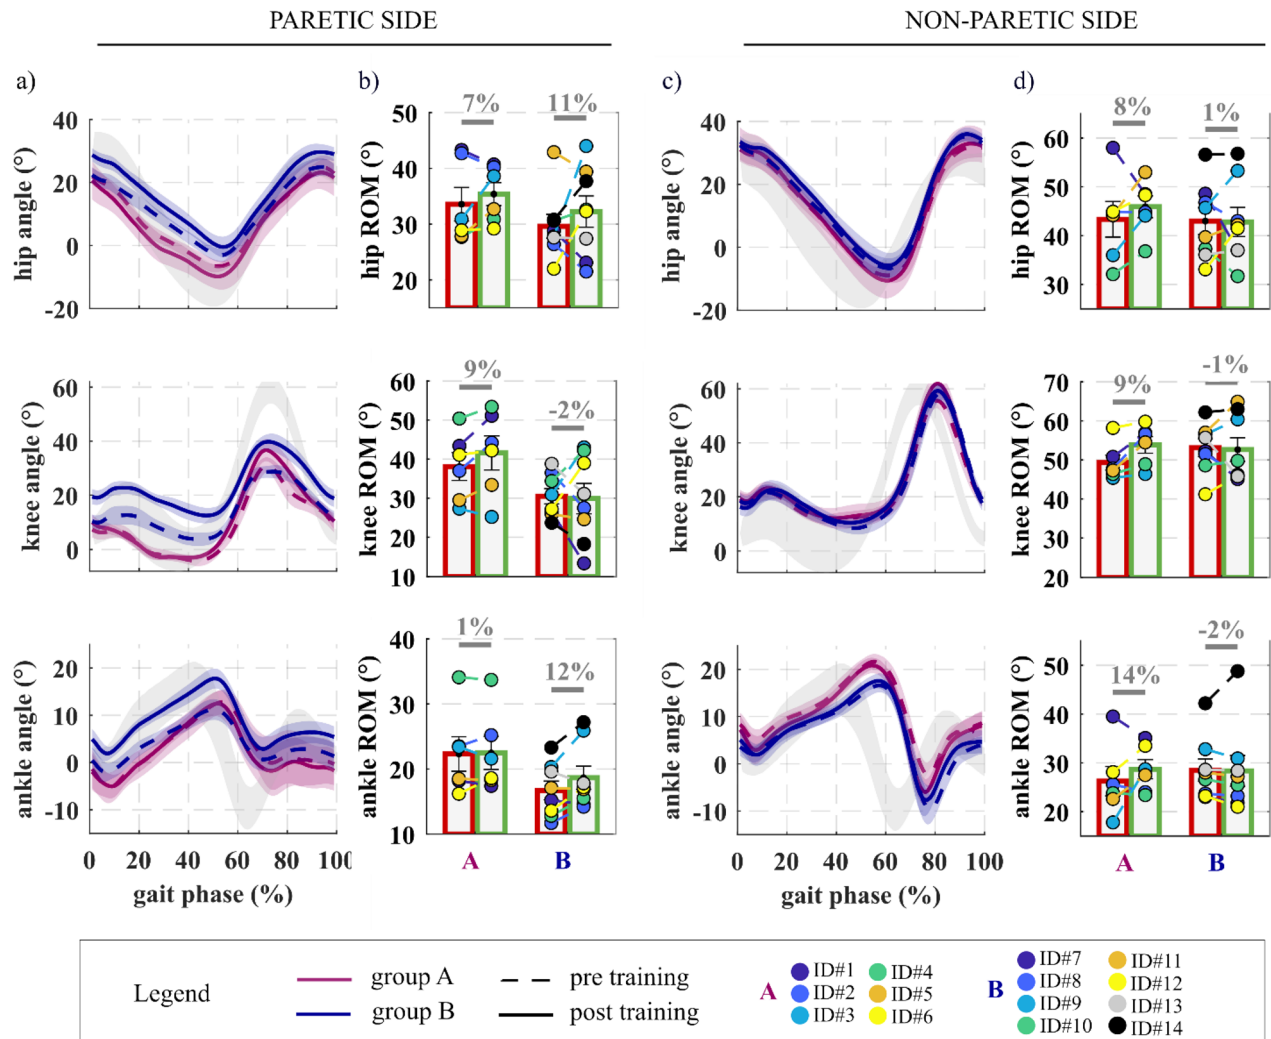 PARETIC SIDE
NON-PARETIC SIDE
a)
b)
c)
d)
hip angle (°)
40
20
0
-20
hip ROM (°)
50
40
30
20
7%
11%
hip angle (°)
40
20
0
-20
hip ROM (°)
60
50
40
30
8%
1%
knee angle (°)
60
40
20
0
knee ROM (°)
60
50
40
30
20
10
9%
-2%
knee angle (°)
60
40
20
0
knee ROM (°)
70
60
50
40
30
20
9%
-1%
ankle angle (°)
20
10
0
-10
0 20 40 60 80 100
gait phase (%)
ankle ROM (°)
40
30
20
10
1%
12%
A B
ankle angle (°)
20
10
0
-10
0 20 40 60 80 100
gait phase (%)
ankle ROM (°)
50
40
30
20
14%
-2%
A B
Legend
group A
group B
pre training
post training
A
ID#1
ID#2
ID#3
ID#4
ID#5
ID#6
B
ID#7
ID#8
ID#9
ID#10
ID#11
ID#12
ID#13
ID#14